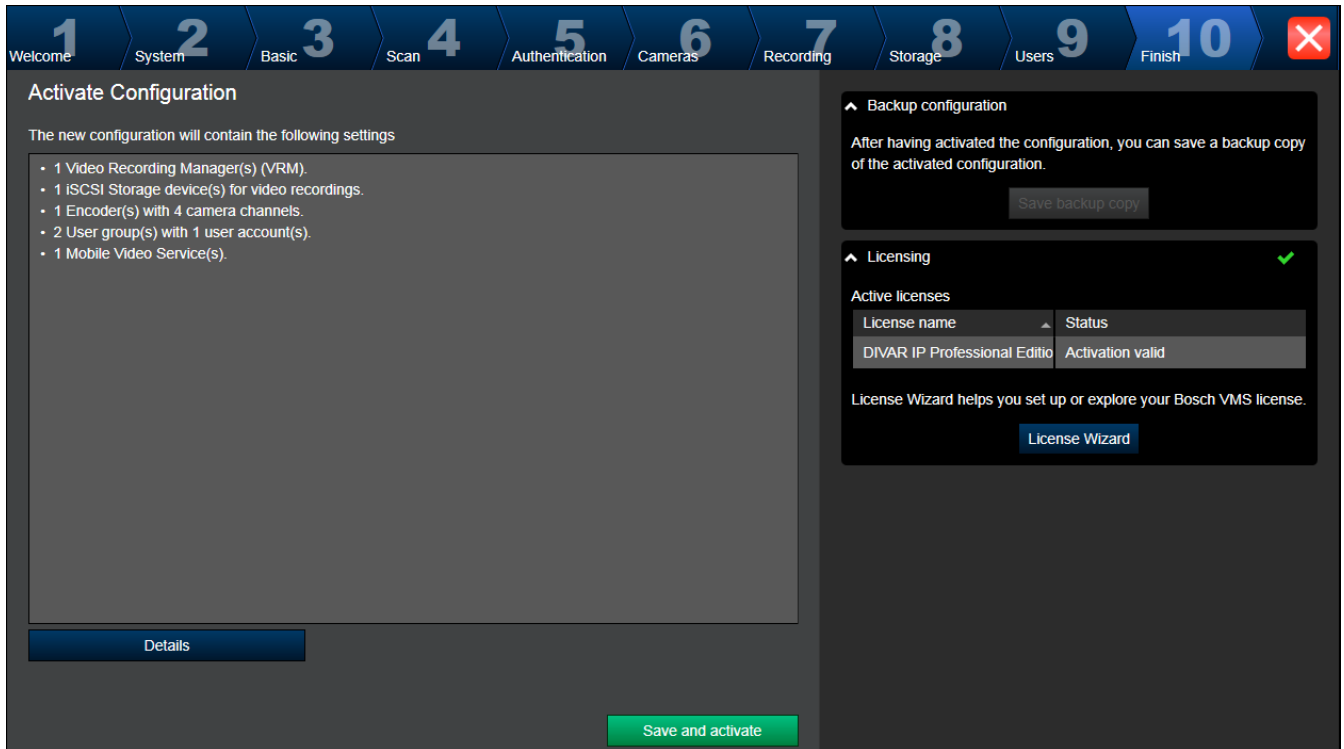 1 Welcome
2 System
3 Basic
4 Scan
5 Authentication
6 Cameras
7 Recording
8 Storage
9 Users
10 Finish
Activate Configuration
The new configuration will contain the following settings
• 1 Video Recording Manager(s) (VRM).
• 1 iSCSI Storage device(s) for video recordings.
• 1 Encoder(s) with 4 camera channels.
• 2 User group(s) with 1 user account(s).
• 1 Mobile Video Service(s).
Details
Save and activate
Backup configuration
After having activated the configuration, you can save a backup copy
of the activated configuration.
Save backup copy
Licensing
Active licenses
License name Status
DIVAR IP Professional Editio Activation valid
License Wizard helps you set up or explore your Bosch VMS license.
License Wizard